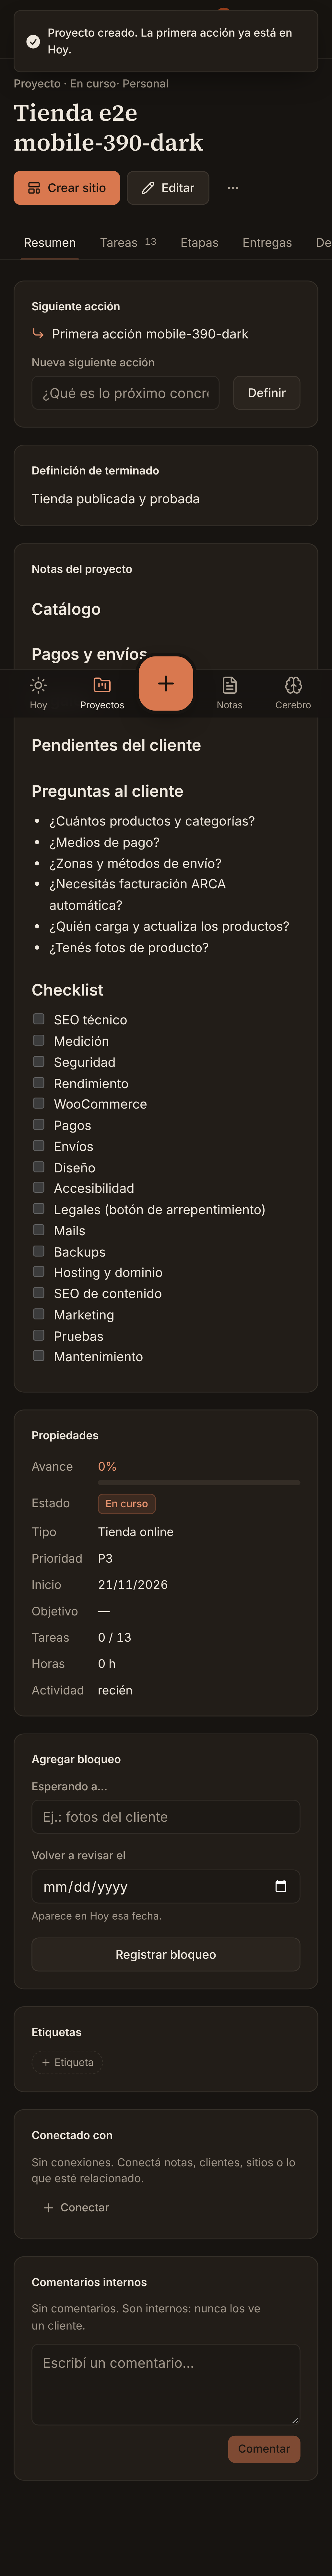 Proyecto creado. La primera acción ya está en
Hoy.
Proyecto · En curso· Personal
Tienda e2e
mobile-390-dark
Crear sitio
Editar
Resumen
Tareas 13
Etapas
Entregas
De
Siguiente acción
Primera acción mobile-390-dark
Nueva siguiente acción
¿Qué es lo próximo concre
Definir
Definición de terminado
Tienda publicada y probada
Notas del proyecto
Catálogo
Pagos y envíos
Hoy
Proyectos
Notas
Cerebro
Pendientes del cliente
Preguntas al cliente
• ¿Cuántos productos y categorías?
• ¿Medios de pago?
• ¿Zonas y métodos de envío?
• ¿Necesitás facturación ARCA
automática?
• ¿Quién carga y actualiza los productos?
• ¿Tenés fotos de producto?
Checklist
SEO técnico
Medición
Seguridad
Rendimiento
WooCommerce
Pagos
Envíos
Diseño
Accesibilidad
Legales (botón de arrepentimiento)
Mails
Backups
Hosting y dominio
SEO de contenido
Marketing
Pruebas
Mantenimiento
Propiedades
Avance 0%
Estado En curso
Tipo Tienda online
Prioridad P3
Inicio 21/11/2026
Objetivo —
Tareas 0 / 13
Horas 0 h
Actividad recién
Agregar bloqueo
Esperando a...
Ej.: fotos del cliente
Volver a revisar el
mm/dd/yyyy
Aparece en Hoy esa fecha.
Registrar bloqueo
Etiquetas
+ Etiqueta
Conectado con
Sin conexiones. Conectá notas, clientes, sitios o lo
que esté relacionado.
+ Conectar
Comentarios internos
Sin comentarios. Son internos: nunca los ve
un cliente.
Escribí un comentario...
Comentar